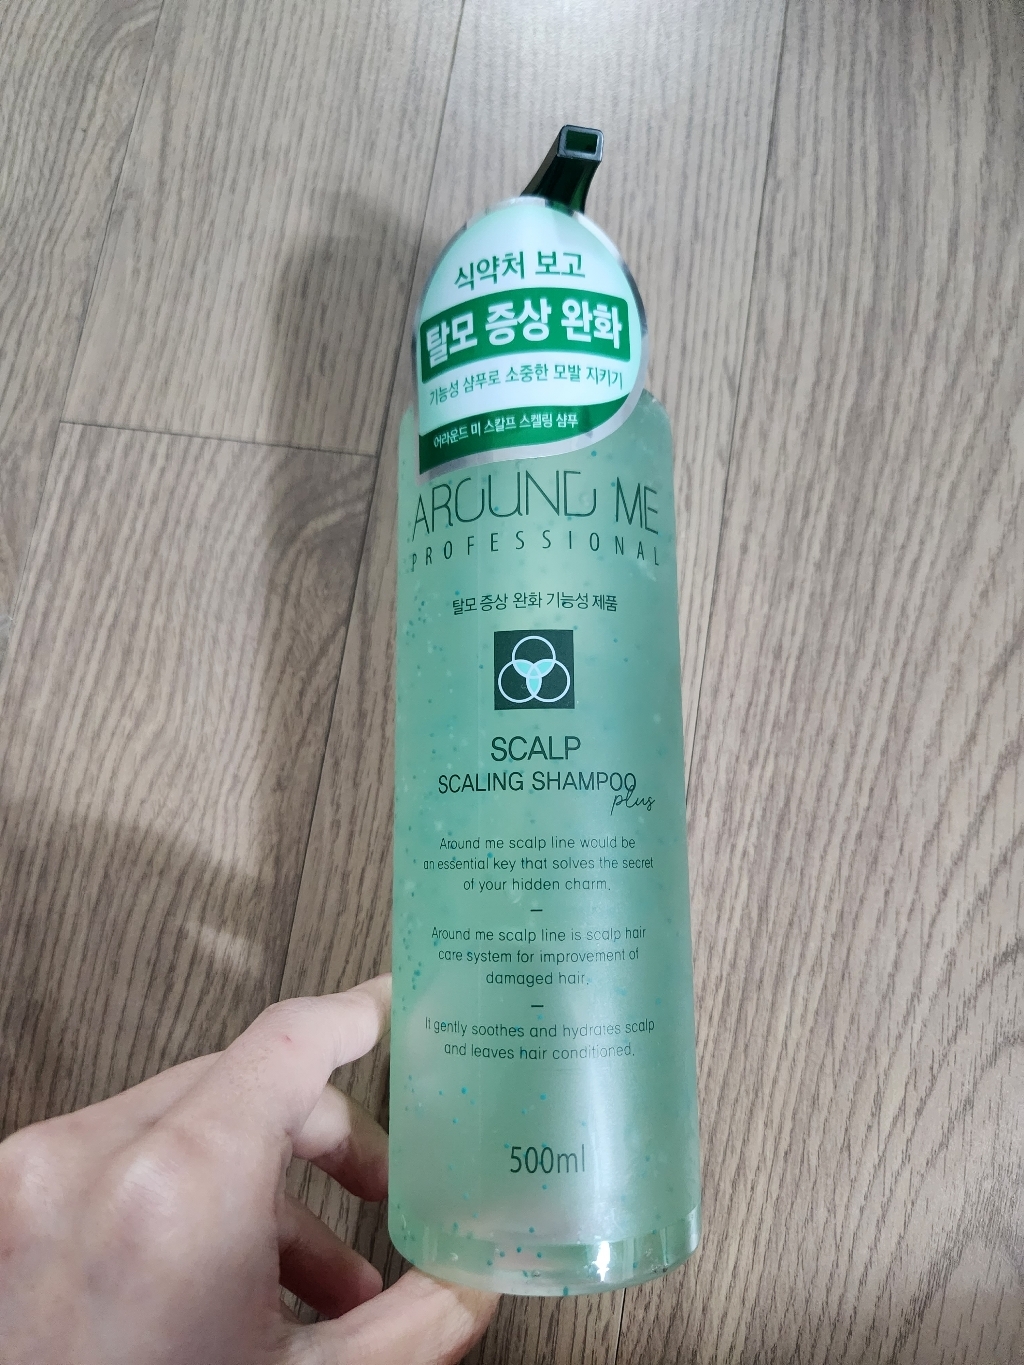 식약처 보고
탈모 증상 완화
기능성 샴푸로 소중한 모발 지키기
어라운드 미 스칼프 스켈링 샴푸
AROUND ME
PROFESSIONAL
탈모 증상 완화 기능성 제품
SCALP
SCALING SHAMPOO
plus
Around me scalp line would be
an essential key that solves the secret
of your hidden charm.
Around me scalp line is scalp hair
care system for improvement of
damaged hair.
It gently soothes and hydrates scalp
and leaves hair conditioned.
500ml